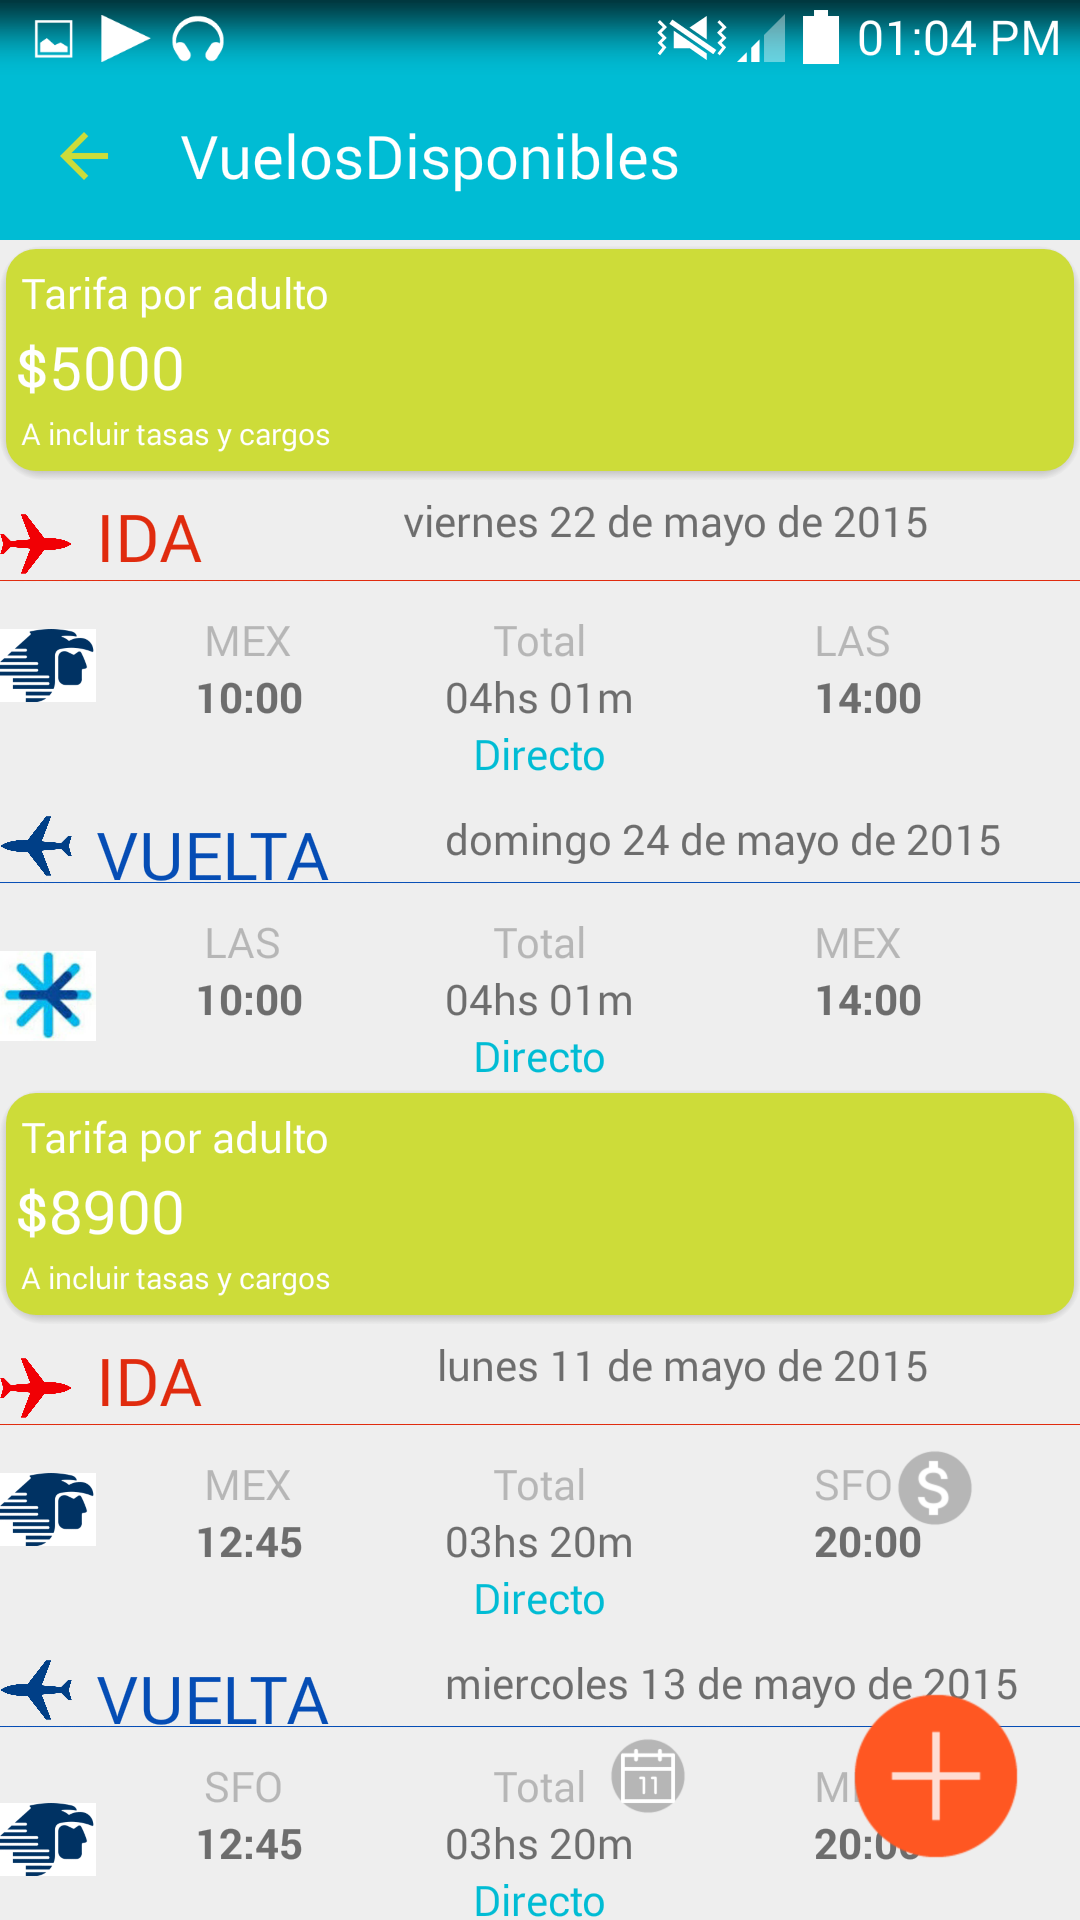 01:04 PM
VuelosDisponibles
Tarifa por adulto
$5000
A incluir tasas y cargos
IDA viernes 22 de mayo de 2015
MEX Total LAS
10:00 04hs 01m 14:00
Directo
VUELTA domingo 24 de mayo de 2015
LAS Total MEX
10:00 04hs 01m 14:00
Directo
Tarifa por adulto
$8900
A incluir tasas y cargos
IDA lunes 11 de mayo de 2015
MEX Total SFO $
12:45 03hs 20m 20:00
Directo
VUELTA miercoles 13 de mayo de 2015
SFO Total 11
12:45 03hs 20m 20:00
Directo